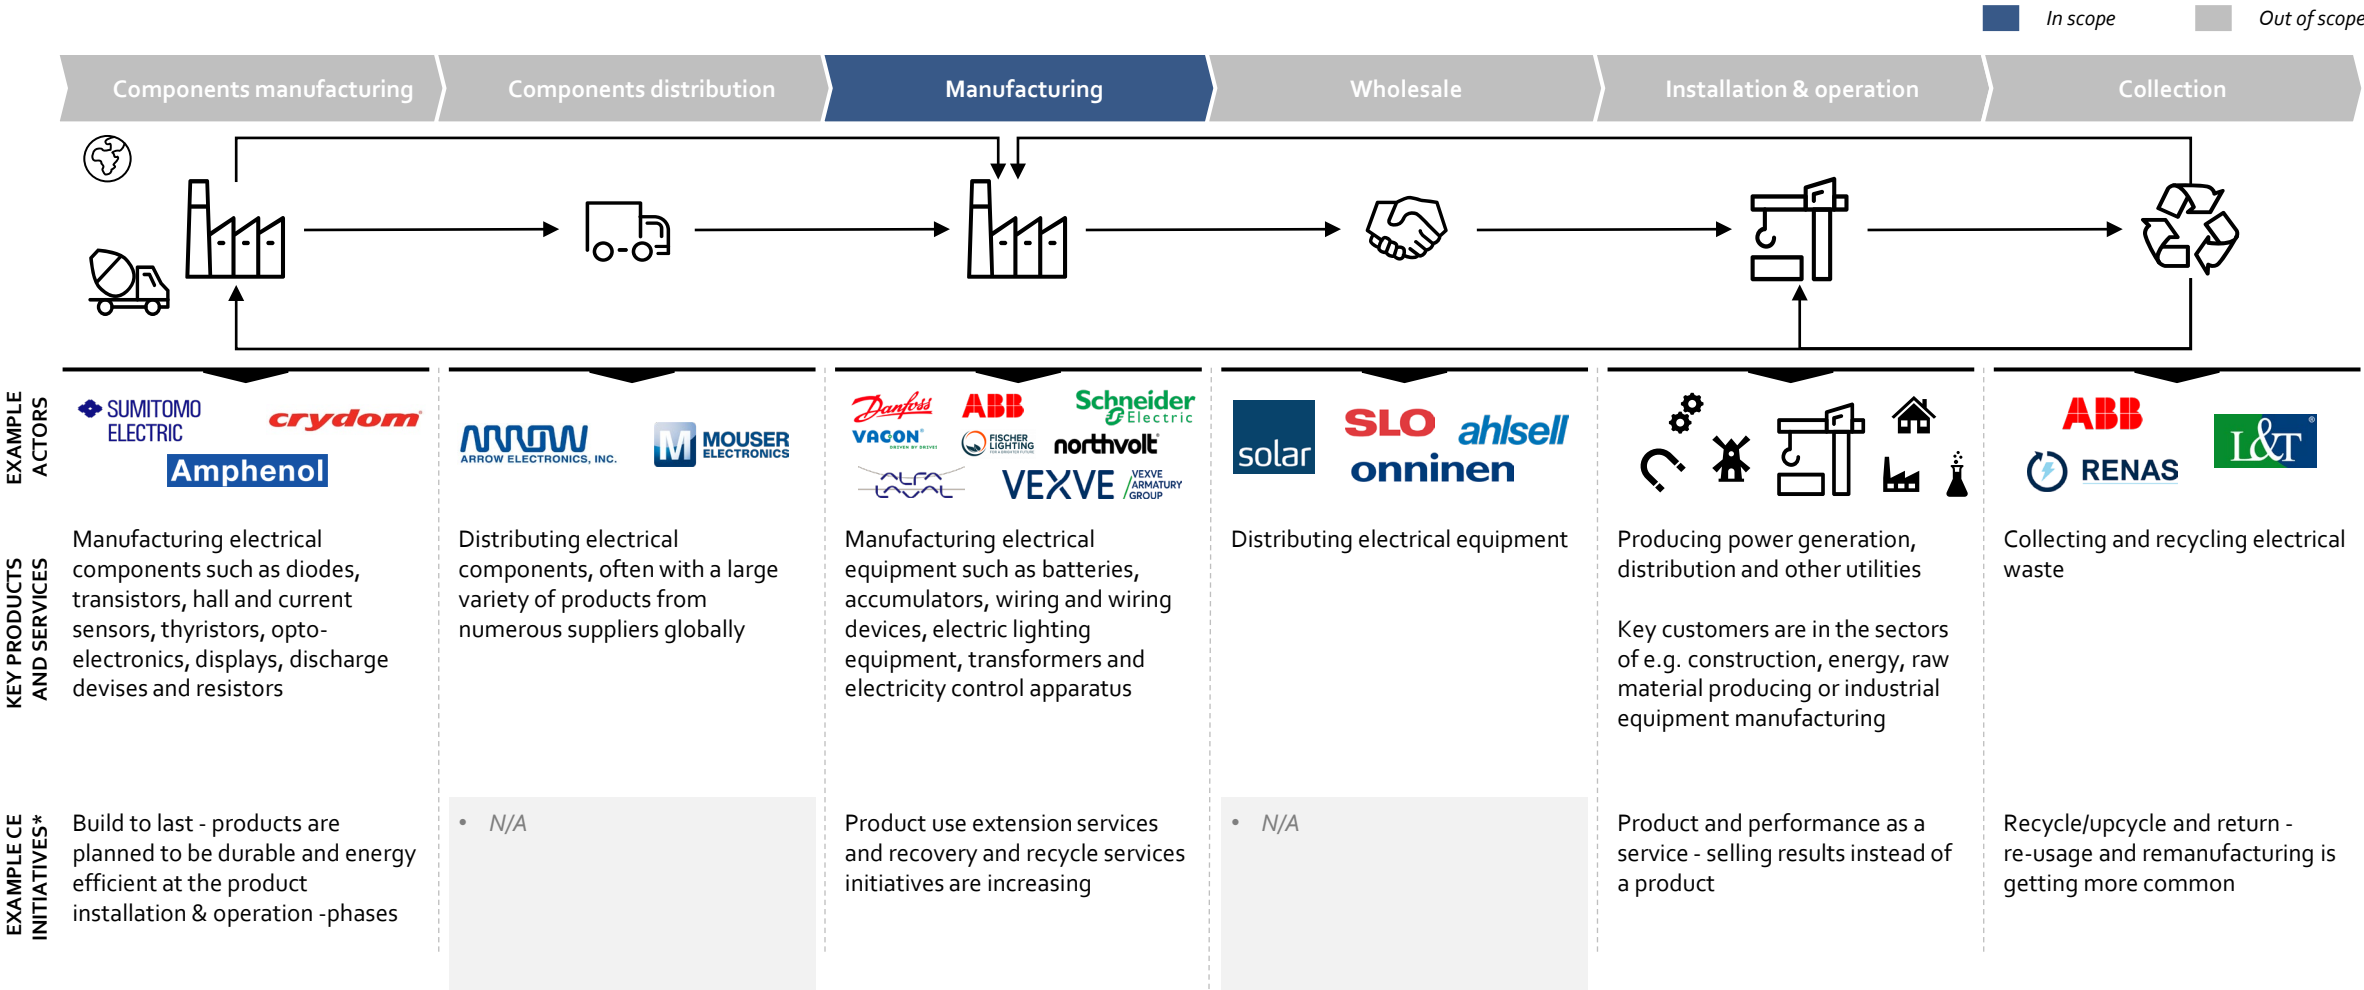 In scope
Out of scope
Components manufacturing
Components distribution
Manufacturing
Wholesale
Installation & operation
Collection
EXAMPLE
ACTORS
SUMITOMO
ELECTRIC
crydom
Amphenol
ARROW
ARROW ELECTRONICS, INC.
M MOUSER
ELECTRONICS
Danfoss
ABB
Schneider
Electric
VACON
DRIVEN BY DRIVES
FISCHER
LIGHTING
FOR A BRIGHTER FUTURE
northvolt
ALFA
LAVAL
VEXVE
VEXVE
ARMATURY
GROUP
solar
SLO
ahlsell
onninen
ABB
RENAS
L&T
KEY PRODUCTS
AND SERVICES
Manufacturing electrical
components such as diodes,
transistors, hall and current
sensors, thyristors, opto-
electronics, displays, discharge
devises and resistors
Distributing electrical
components, often with a large
variety of products from
numerous suppliers globally
Manufacturing electrical
equipment such as batteries,
accumulators, wiring and wiring
devices, electric lighting
equipment, transformers and
electricity control apparatus
Distributing electrical equipment
Producing power generation,
distribution and other utilities
Key customers are in the sectors
of e.g. construction, energy, raw
material producing or industrial
equipment manufacturing
Collecting and recycling electrical
waste
EXAMPLE CE
INITIATIVES*
Build to last - products are
planned to be durable and energy
efficient at the product
installation & operation -phases
• N/A
Product use extension services
and recovery and recycle services
initiatives are increasing
• N/A
Product and performance as a
service - selling results instead of
a product
Recycle/upcycle and return -
re-usage and remanufacturing is
getting more common